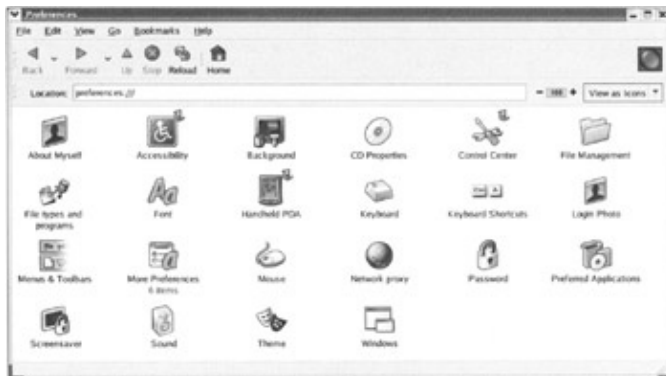 Preferences
File Edit View Go Bookmarks Help
Back Forward Up Stop Reload Home
Location: preferences:///
100 View as Icons
About Myself Accessibility Background CD Properties Control Center File Management
File types and programs Font Handheld PDA Keyboard Keyboard Shortcuts Login Photo
Menus & Toolbars More Preferences Mouse Network proxy Password Preferred Applications
6 items
Screensaver Sound Theme Windows